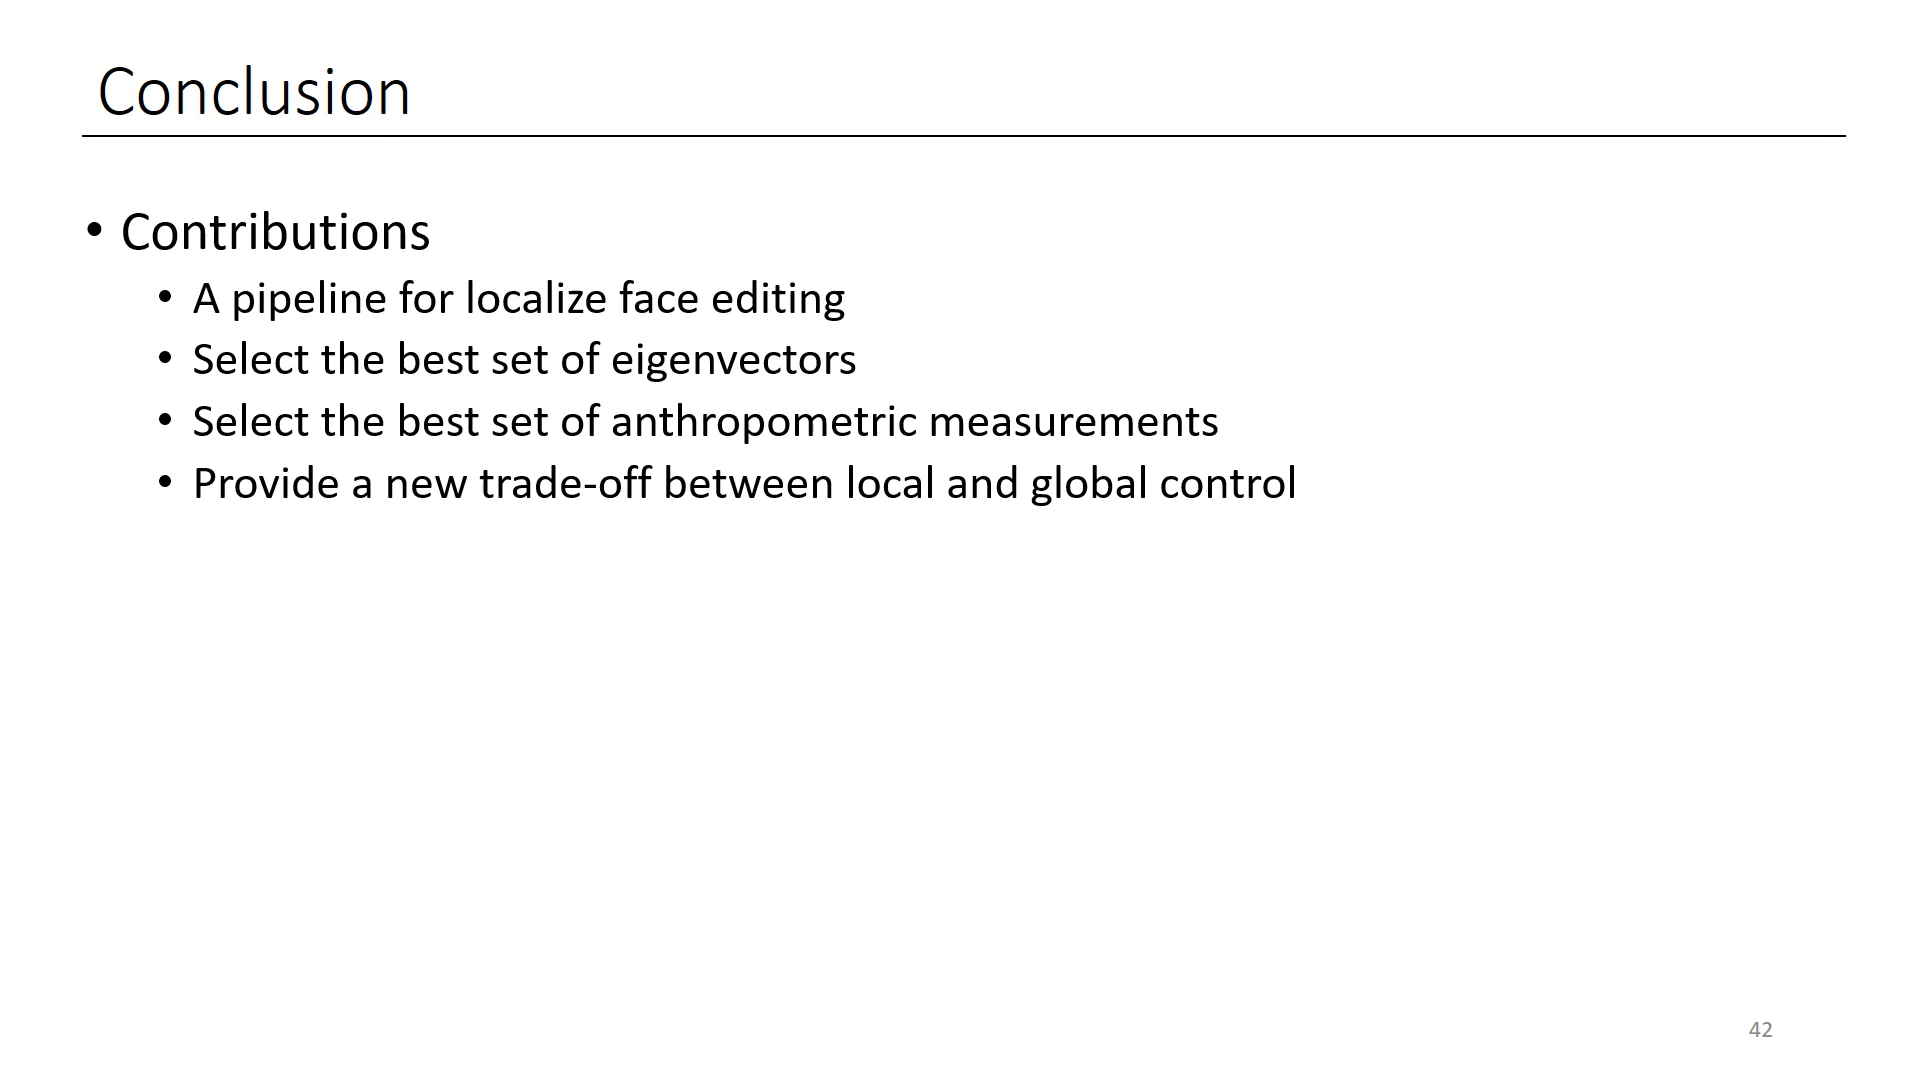 Conclusion
• Contributions
• A pipeline for localize face editing
• Select the best set of eigenvectors
• Select the best set of anthropometric measurements
• Provide a new trade-off between local and global control
42